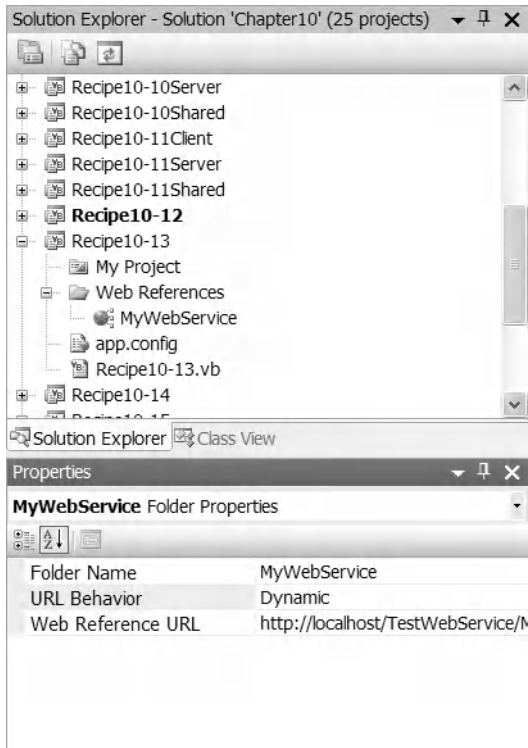 Solution Explorer - Solution 'Chapter10' (25 projects)
Recipe10-10Server
Recipe10-10Shared
Recipe10-11Client
Recipe10-11Server
Recipe10-11Shared
Recipe10-12
Recipe10-13
My Project
Web References
MyWebService
app.config
Recipe10-13.vb
Recipe10-14
Solution Explorer Class View
Properties
MyWebService Folder Properties
Folder Name MyWebService
URL Behavior Dynamic
Web Reference URL http://localhost/TestWebService/